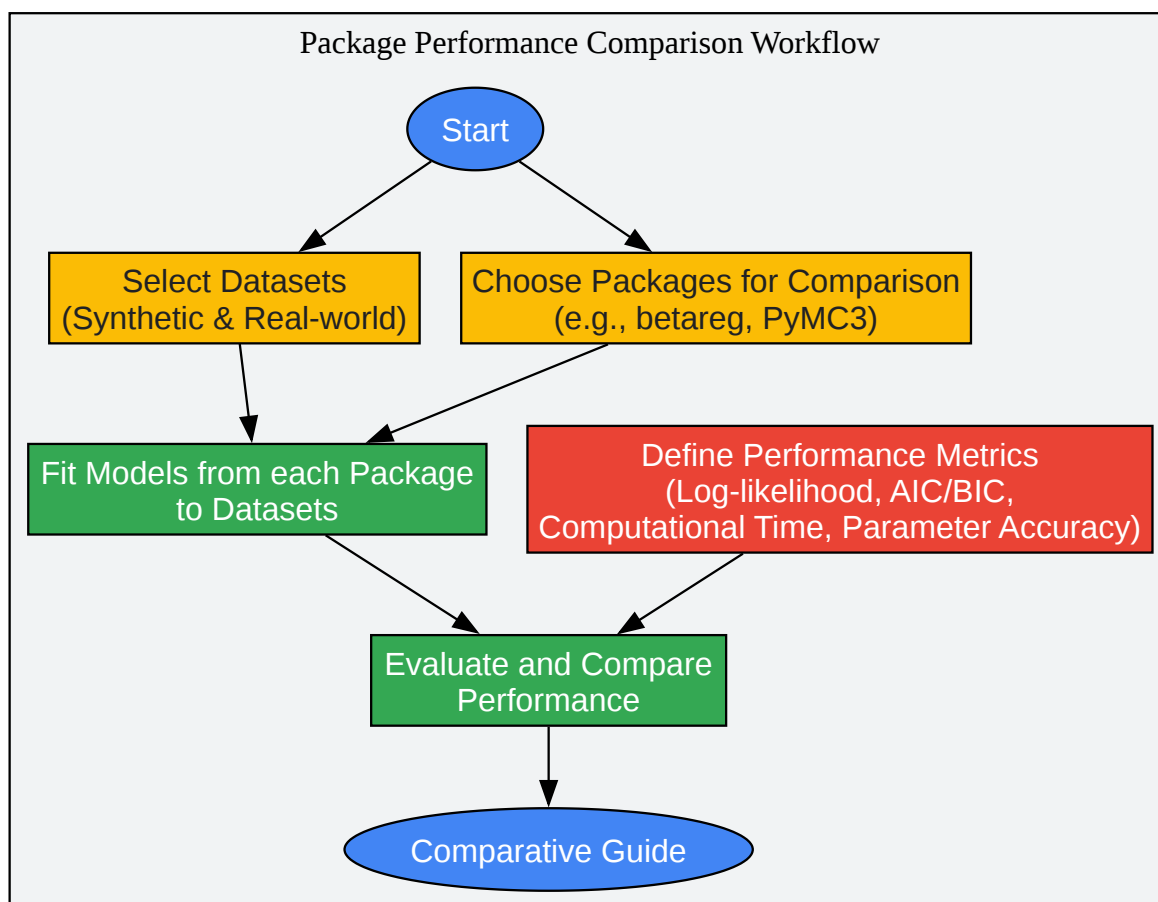 Package Performance Comparison Workflow
Start
Select Datasets
(Synthetic & Real-world)
Choose Packages for Comparison
(e.g., betareg, PyMC3)
Fit Models from each Package
to Datasets
Define Performance Metrics
(Log-likelihood, AIC/BIC,
Computational Time, Parameter Accuracy)
Evaluate and Compare
Performance
Comparative Guide